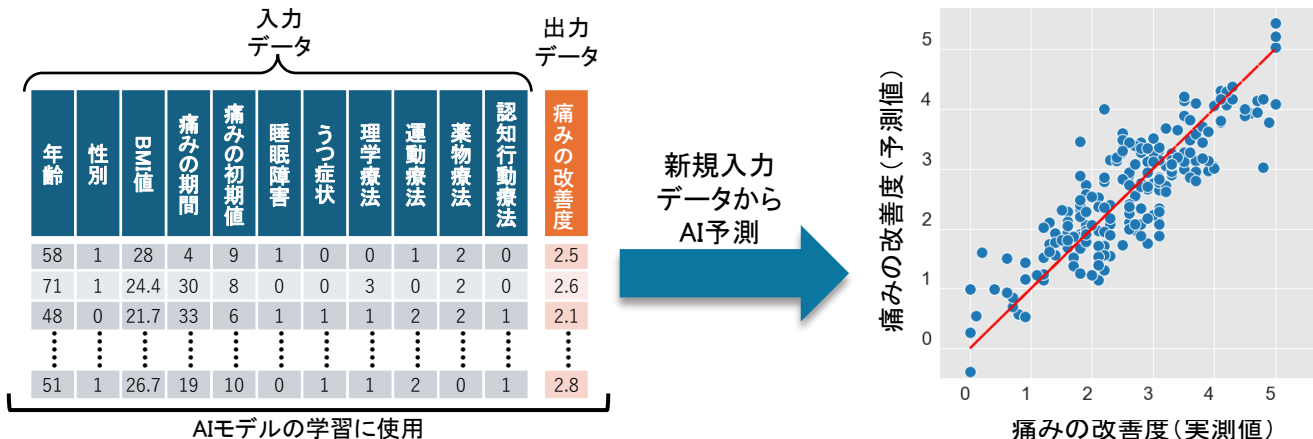 入力
データ
出力
データ
年齢
性別
BMI値
痛みの期間
痛みの初期値
睡眠障害
うつ症状
理学療法
運動療法
薬物療法
認知行動療法
痛みの改善度
58 1 28 4 9 1 0 0 1 2 0 2.5
71 1 24.4 30 8 0 0 3 0 2 0 2.6
48 0 21.7 33 6 1 1 1 2 2 1 2.1
51 1 26.7 19 10 0 1 1 2 0 1 2.8
AIモデルの学習に使用
新規入力
データから
AI予測
痛みの改善度(予測値)
5
4
3
2
1
0
0 1 2 3 4 5
痛みの改善度(実測値)